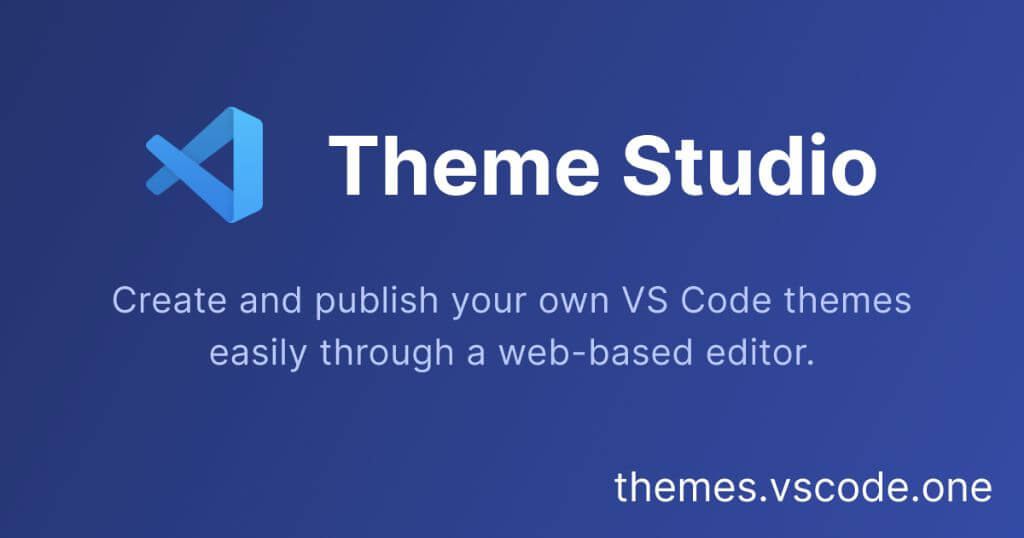 Theme Studio
Create and publish your own VS Code themes
easily through a web-based editor.
themes.vscode.one